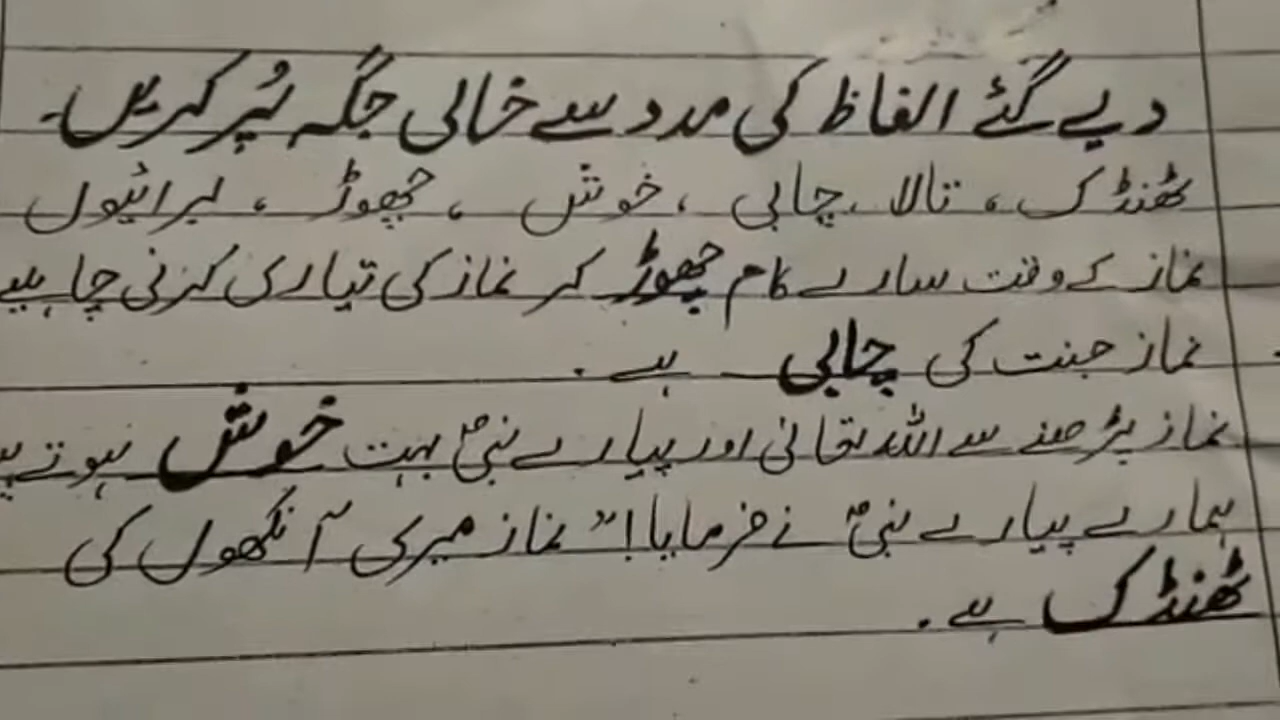 دیے گئے الفاظ کی مدد سے خالی جگہ پُر کریں۔
ٹھنڈک ، تالا ، چابی ، خوش ، چھوڑ ، برائیوں
نماز کے وقت سارے کام چھوڑ کر نماز کی تیاری کرنی چاہیے
نماز جنت کی چابی ہے ۔
نماز پڑھنے سے اللہ تعالیٰ اور پیارے نبیؐ بہت خوش ہوتے
ہمارے پیارے نبیؐ نے فرمایا! " نماز میری آنکھوں کی
ٹھنڈک ہے ۔